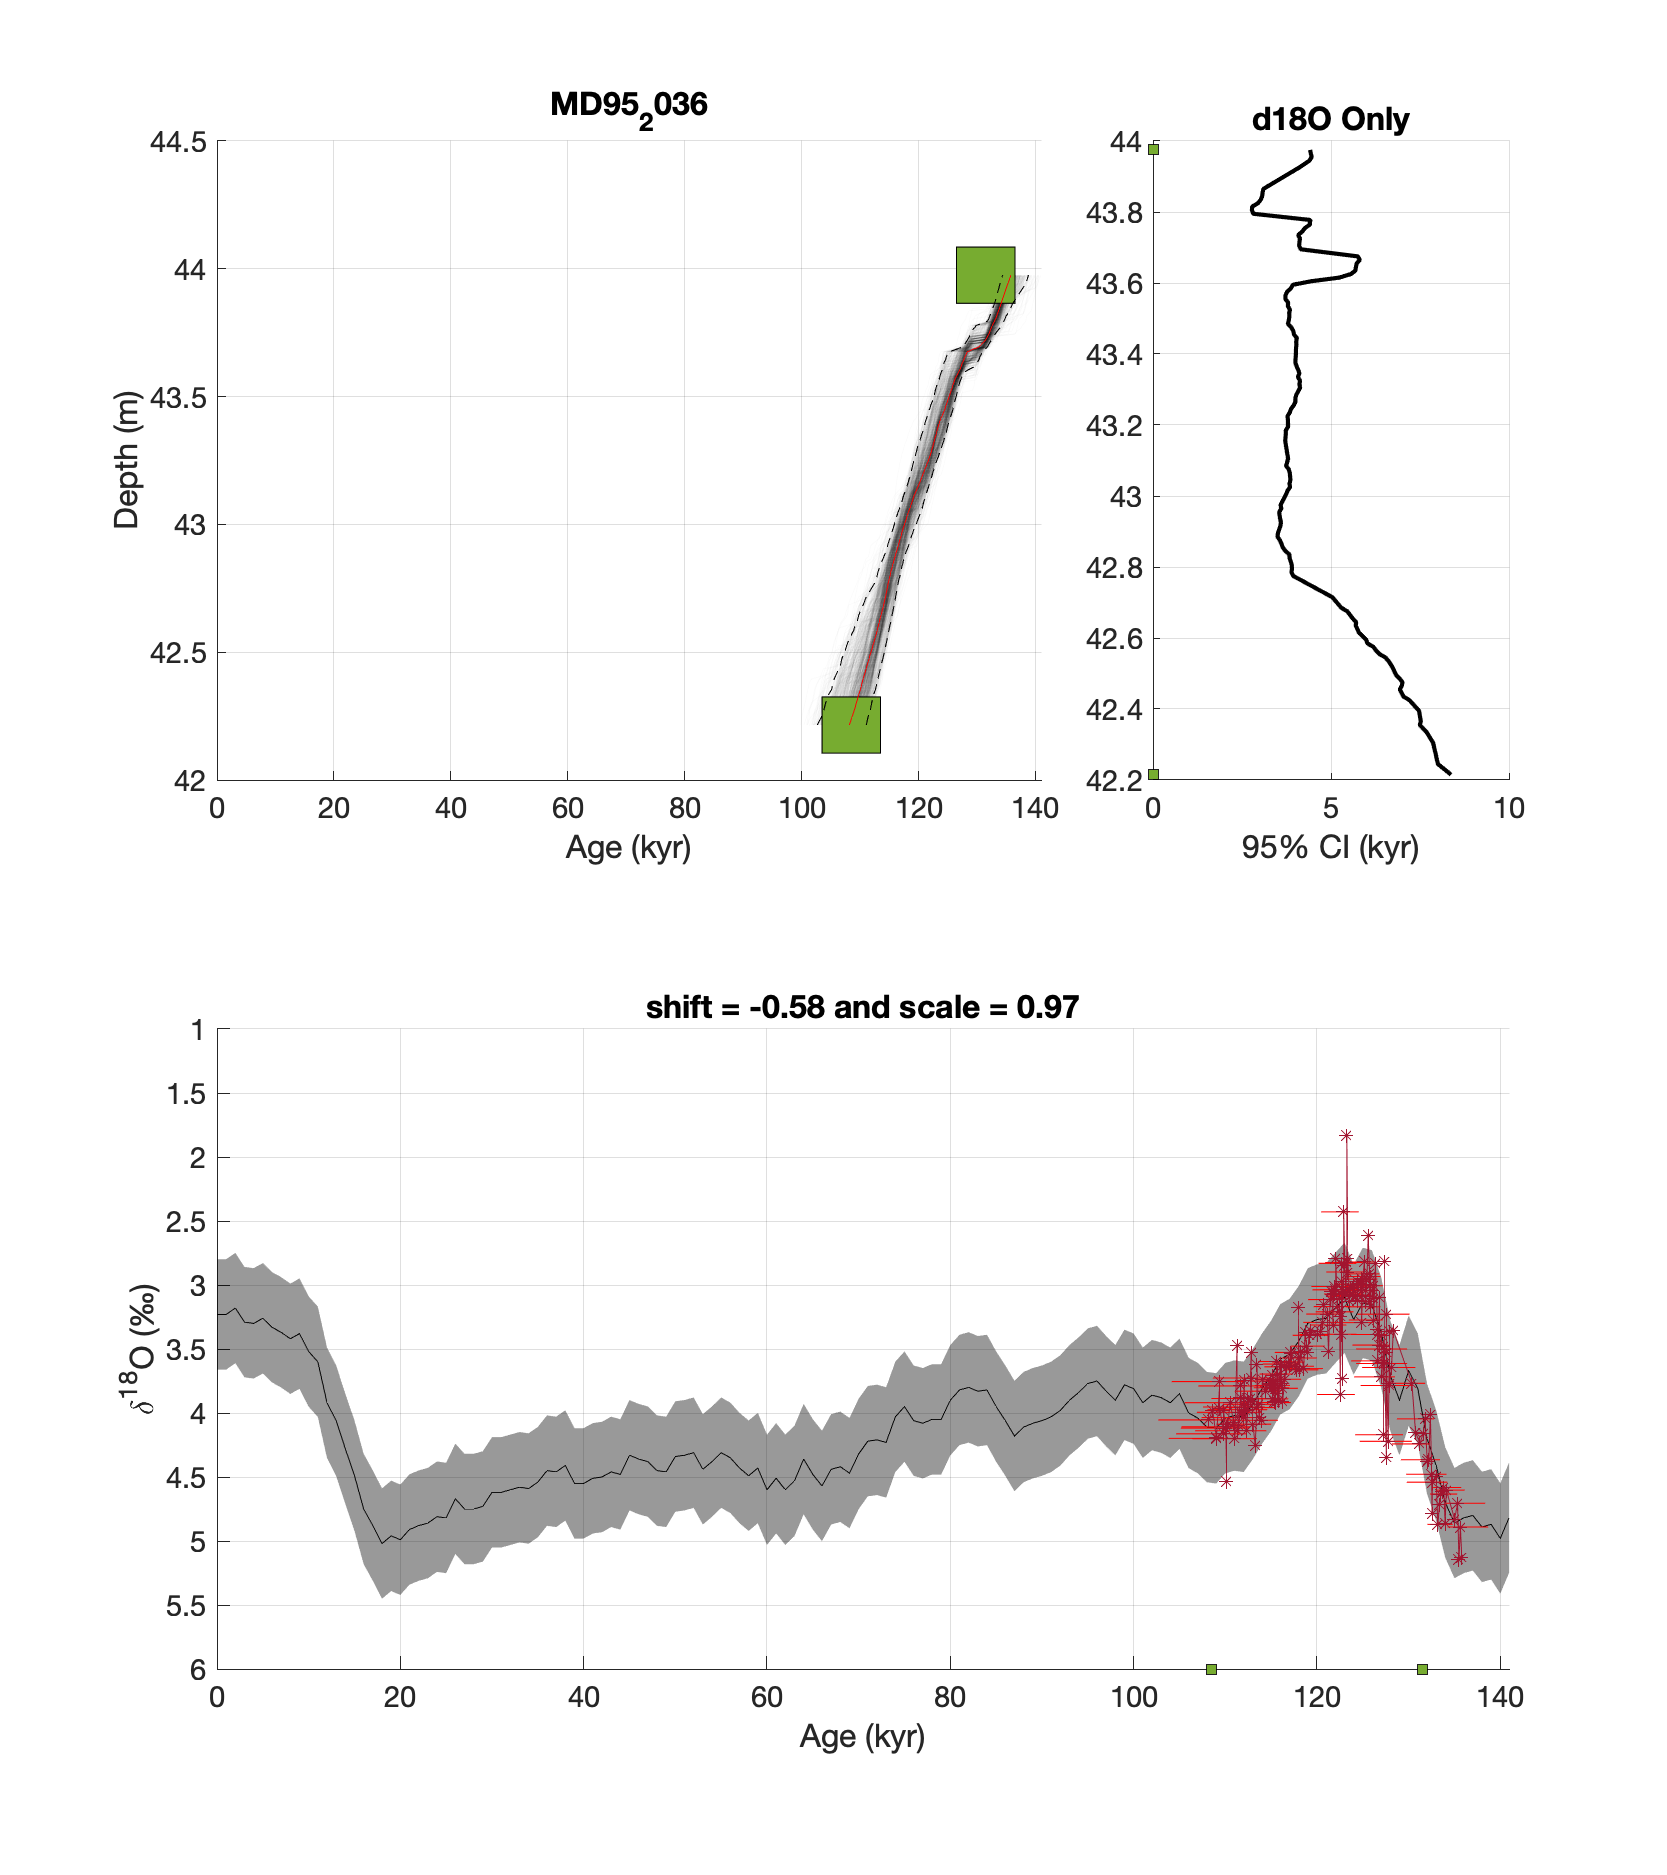 MD95₂036
44.5
44
43.5
43
42.5
42
Depth (m)
0 20 40 60 80 100 120 140
Age (kyr)
d18O Only
44
43.8
43.6
43.4
43.2
43
42.8
42.6
42.4
42.2
0 5 10
95% CI (kyr)
shift = -0.58 and scale = 0.97
1
1.5
2
2.5
3
3.5
4
4.5
5
5.5
6
δ¹⁸O (‰)
0 20 40 60 80 100 120 140
Age (kyr)